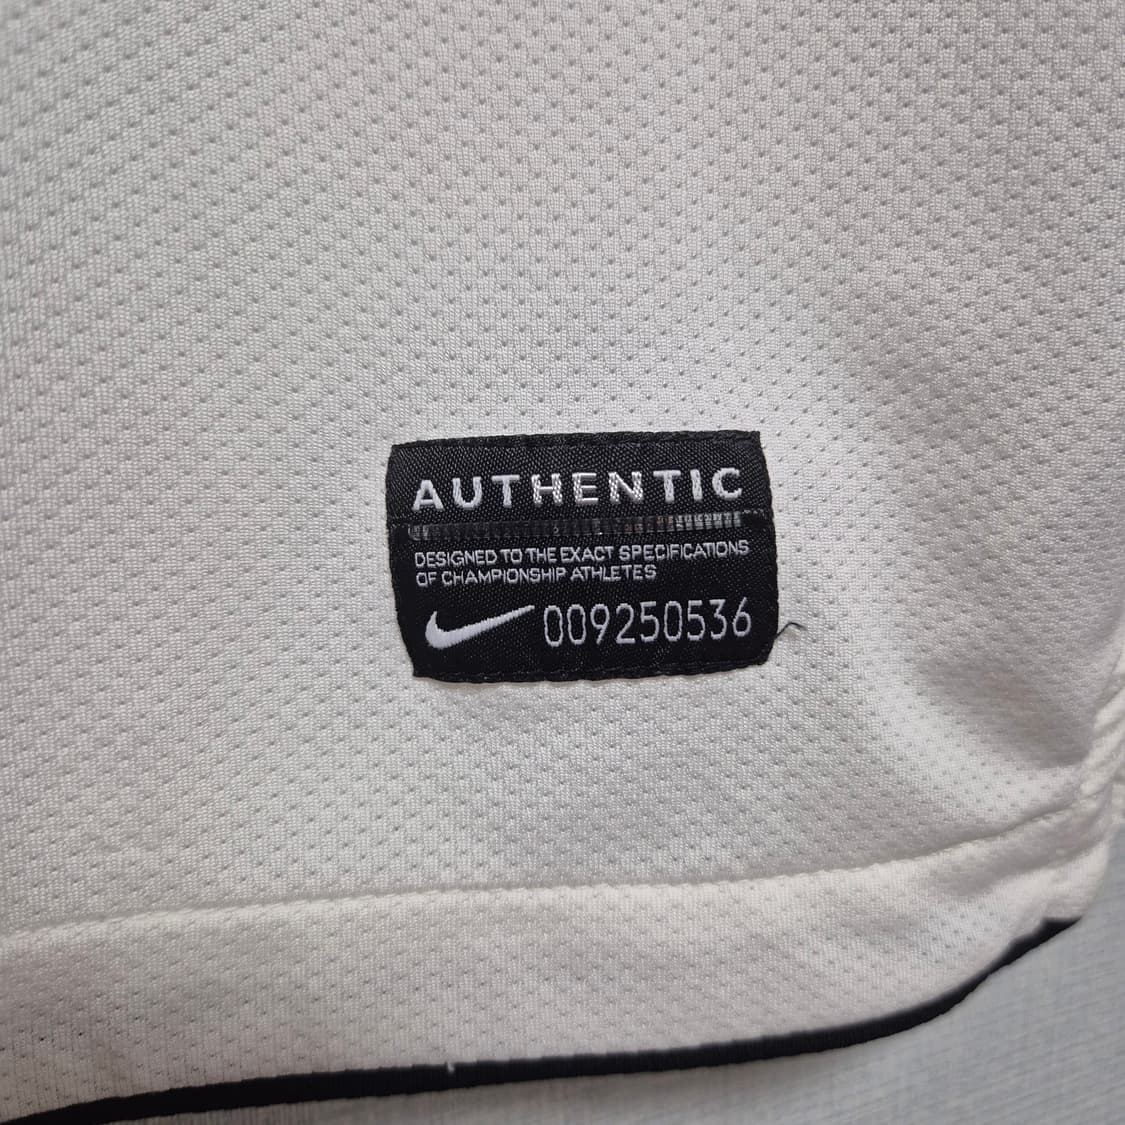 AUTHENTIC
DESIGNED TO THE EXACT SPECIFICATIONS
OF CHAMPIONSHIP ATHLETES
009250536